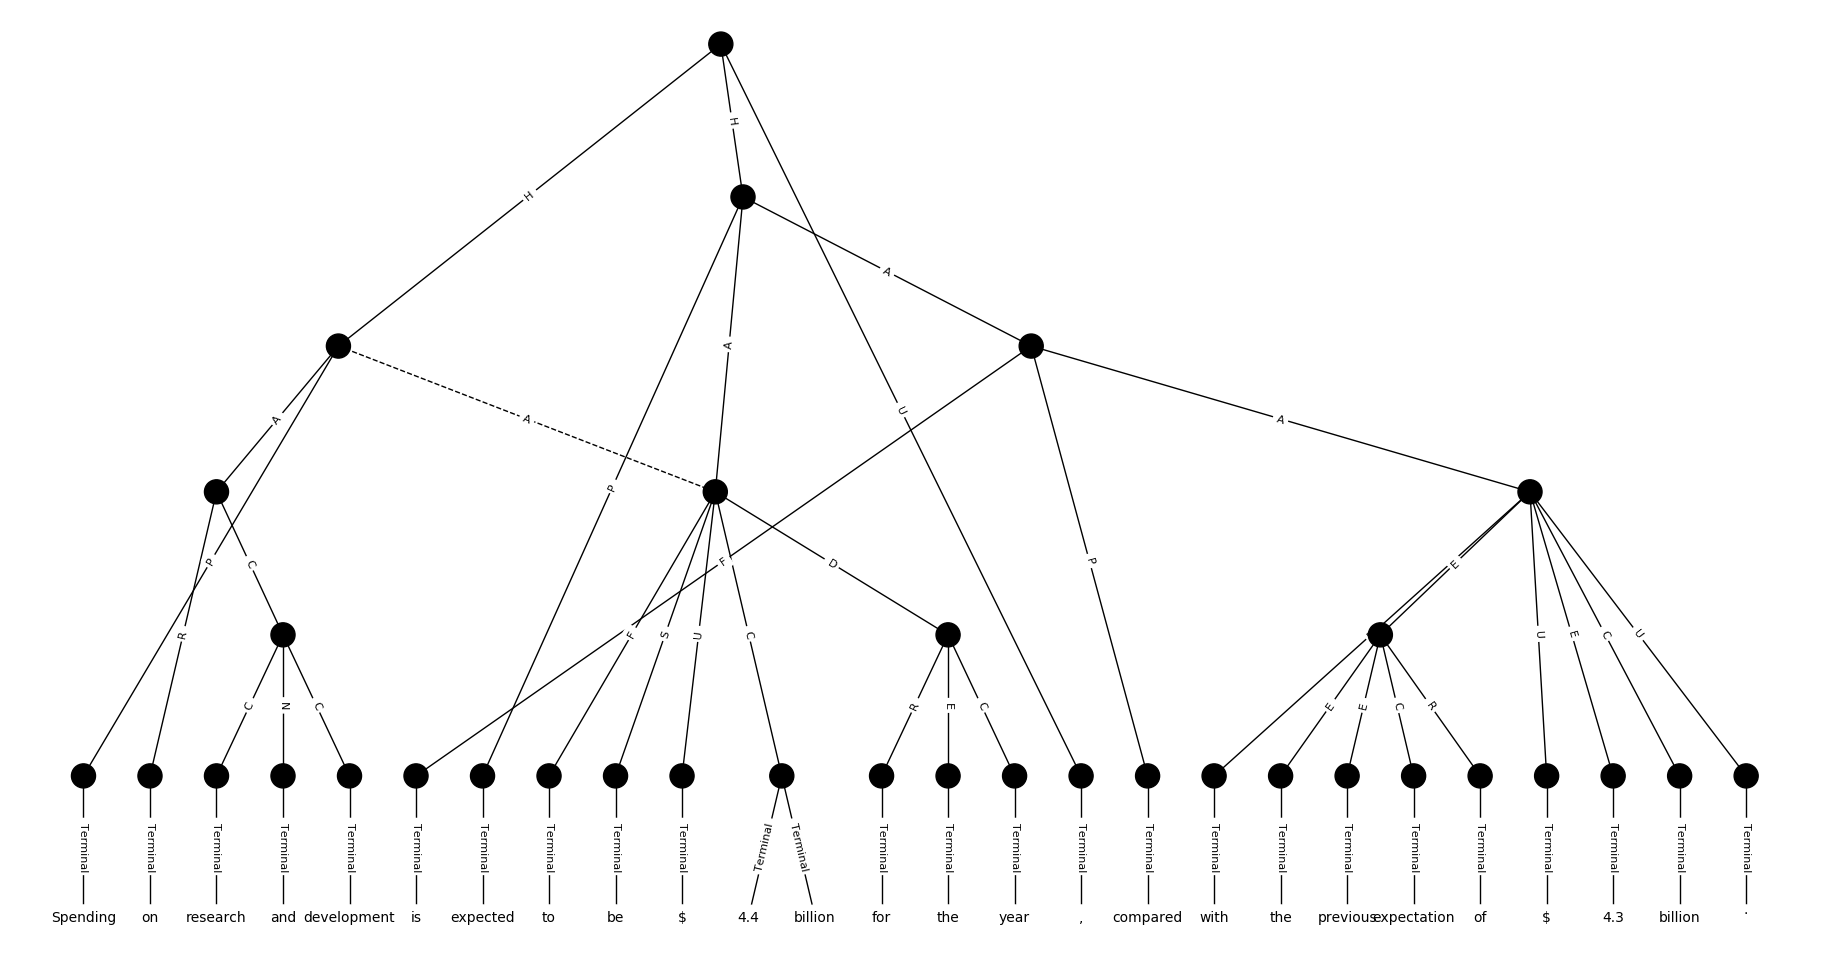 H
H
A
H
A
U
A
A
A
P
P
C
F
D
P
E
R
F
S
U
C
U
E
C
U
C
N
C
R
E
C
E
E
C
R
Terminal Terminal Terminal Terminal Terminal Terminal Terminal Terminal Terminal Terminal Terminal Terminal Terminal Terminal Terminal Terminal Terminal Terminal Terminal Terminal Terminal Terminal Terminal Terminal Terminal Terminal
Spending on research and development is expected to be $ 4.4 billion for the year , compared with the previous expectation of $ 4.3 billion .